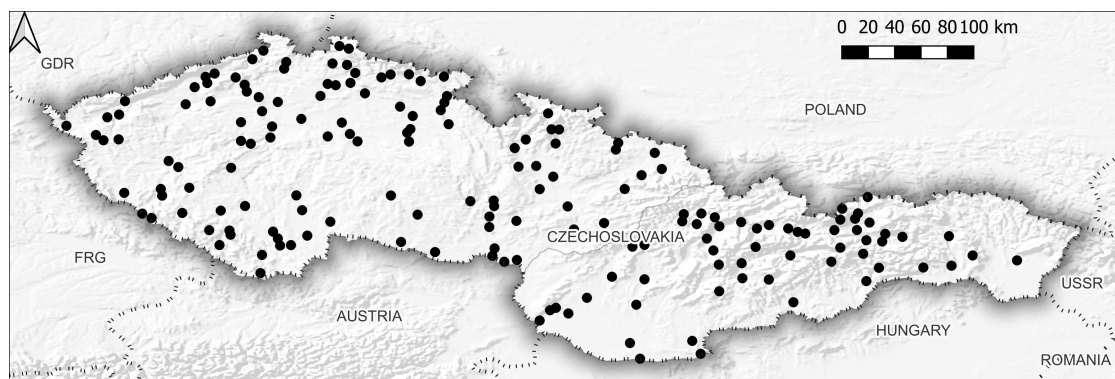 0 20 40 60 80 100 km
GDR
POLAND
CZECHOSLOVAKIA
FRG
USSR
AUSTRIA
HUNGARY
ROMANIA